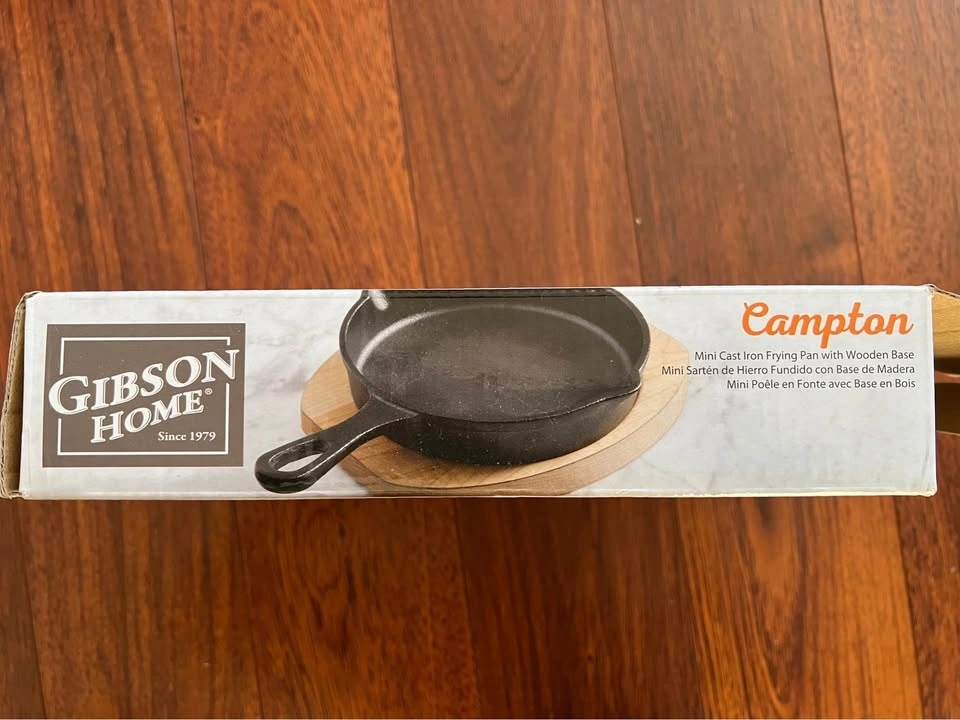 GIBSON
HOME®
Since 1979
Campton
Mini Cast Iron Frying Pan with Wooden Base
Mini Sartén de Hierro Fundido con Base de Madera
Mini Poêle en Fonte avec Base en Bois